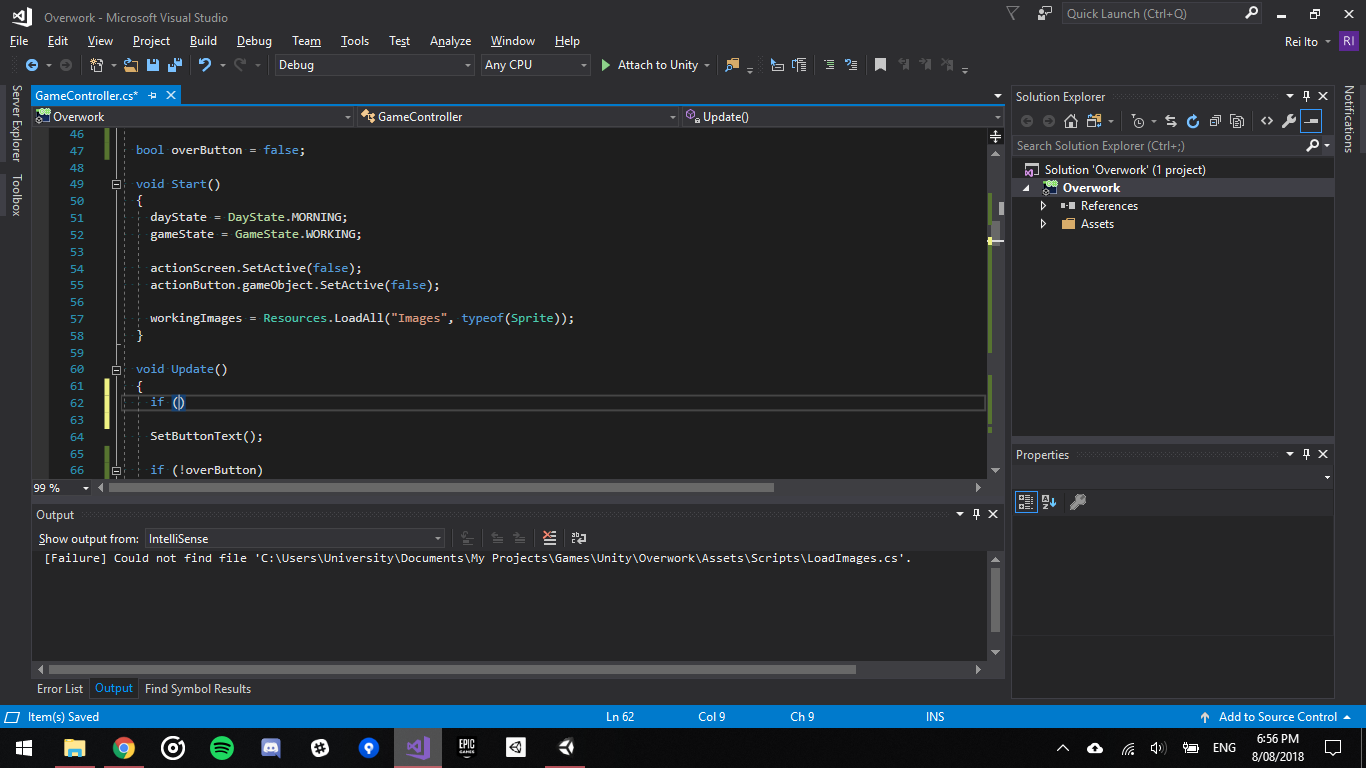 Overwork - Microsoft Visual Studio
Quick Launch (Ctrl+Q)
File Edit View Project Build Debug Team Tools Test Analyze Window Help
Rei Ito RI
Debug Any CPU Attach to Unity
Server Explorer
Toolbox
GameController.cs*
Overwork GameController Update()
46
47 bool overButton = false;
48
49 void Start()
50 {
51 dayState = DayState.MORNING;
52 gameState = GameState.WORKING;
53
54 actionScreen.SetActive(false);
55 actionButton.gameObject.SetActive(false);
56
57 workingImages = Resources.LoadAll("Images", typeof(Sprite));
58 }
59
60 void Update()
61 {
62 if ()
63
64 SetButtonText();
65
66 if (!overButton)
99 %
Output
Show output from: IntelliSense
[Failure] Could not find file 'C:\Users\University\Documents\My Projects\Games\Unity\Overwork\Assets\Scripts\LoadImages.cs'.
Error List Output Find Symbol Results
Solution Explorer
Search Solution Explorer (Ctrl+;)
Solution 'Overwork' (1 project)
Overwork
References
Assets
Properties
Notifications
Item(s) Saved Ln 62 Col 9 Ch 9 INS Add to Source Control
EPIC
GAMES
ENG
6:56 PM
8/08/2018